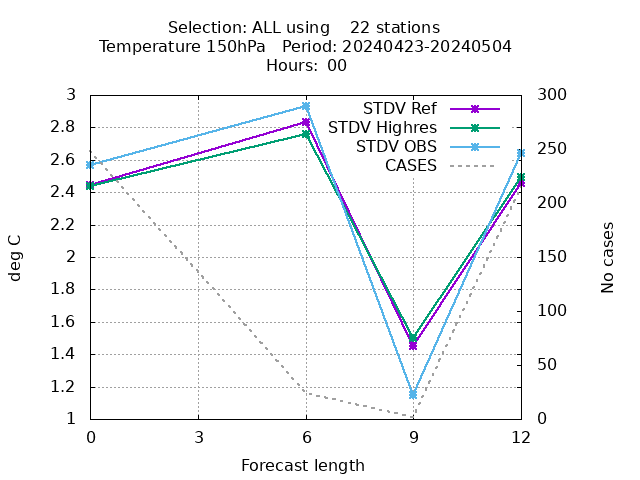 Selection: ALL using    22 stations
Temperature 150hPa   Period: 20240423-20240504
Hours:  00
STDV Ref
STDV Highres
STDV OBS
CASES
3
2.8
2.6
2.4
2.2
2
1.8
1.6
1.4
1.2
1
deg C
300
250
200
150
100
50
0
No cases
0 3 6 9 12
Forecast length